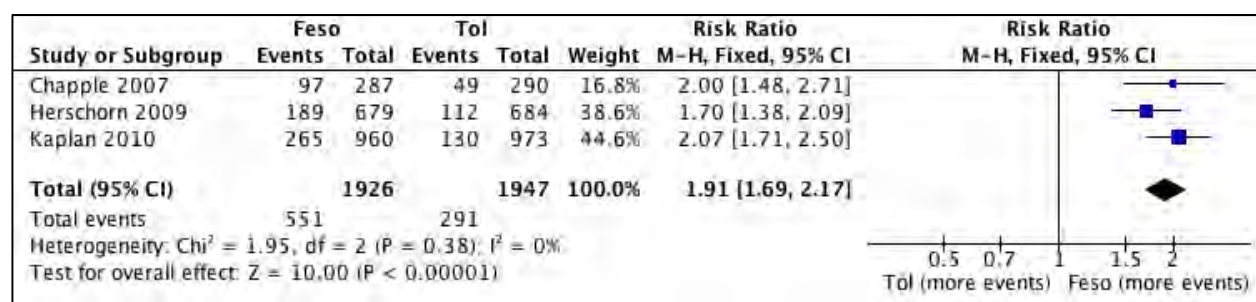 Feso Tol Risk Ratio Risk Ratio
Study or Subgroup Events Total Events Total Weight M-H, Fixed, 95% CI M-H, Fixed, 95% CI
Chapple 2007 97 287 49 290 16.8% 2.00 [1.48, 2.71]
Herschorn 2009 189 679 112 684 38.6% 1.70 [1.38, 2.09]
Kaplan 2010 265 960 130 973 44.6% 2.07 [1.71, 2.50]
Total (95% CI) 1926 1947 100.0% 1.91 [1.69, 2.17]
Total events 551 291
Heterogeneity: Chi² = 1.95, df = 2 (P = 0.38); I² = 0%
Test for overall effect: Z = 10.00 (P < 0.00001)
0.5 0.7 1 1.5 2
Tol (more events) Feso (more events)